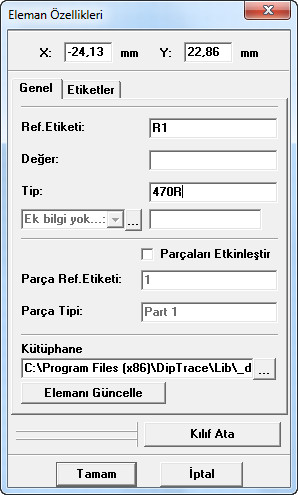 Eleman Özellikleri
X: -24,13 mm Y: 22,86 mm
Genel Etiketler
Ref.Etiketi: R1
Değer:
Tip: 470R
Ek bilgi yok...: ...
Parçaları Etkinleştir
Parça Ref.Etiketi: 1
Parça Tipi: Part 1
Kütüphane
C:\Program Files (x86)\DipTrace\Lib\_d ...
Elemanı Güncelle
Kılıf Ata
Tamam İptal